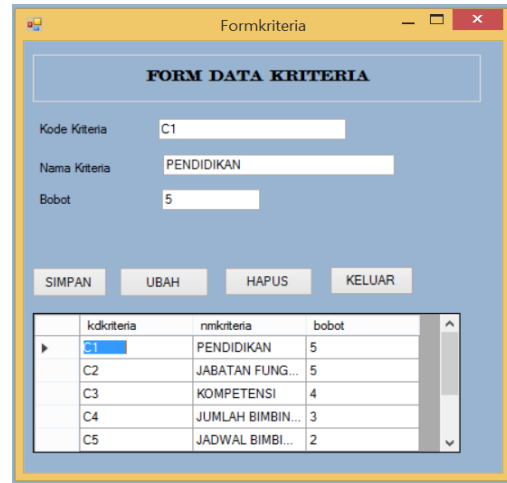 Formkriteria
FORM DATA KRITERIA
Kode Kriteria C1
Nama Kriteria PENDIDIKAN
Bobot 5
SIMPAN UBAH HAPUS KELUAR
kdkriteria nmkriteria bobot
C1 PENDIDIKAN 5
C2 JABATAN FUNG... 5
C3 KOMPETENSI 4
C4 JUMLAH BIMBIN... 3
C5 JADWAL BIMBI... 2